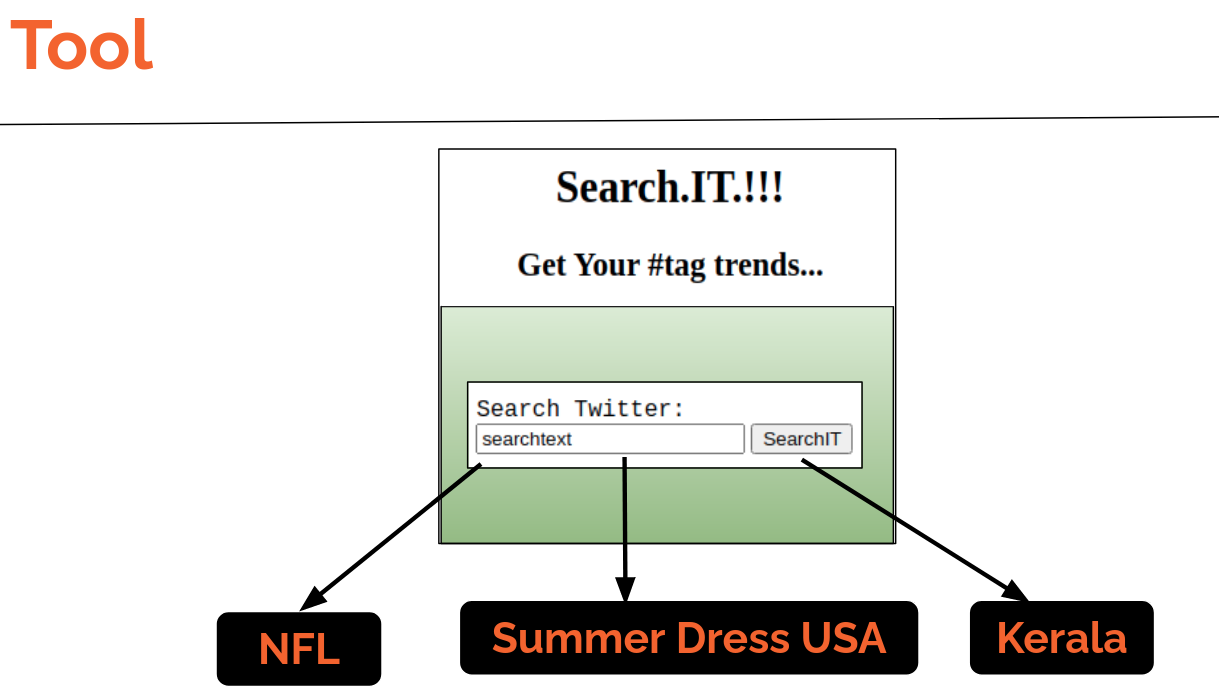 Tool
Search.IT.!!!
Get Your #tag trends...
Search Twitter:
searchtext SearchIT
NFL Summer Dress USA Kerala